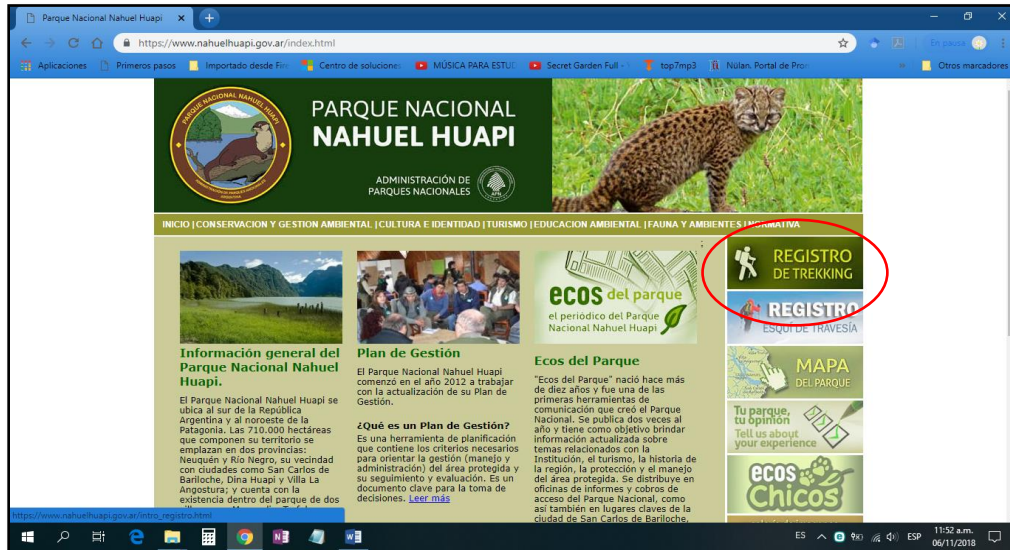 Parque Nacional Nahuel Huapi
https://www.nahuelhuapi.gov.ar/index.html
En pausa
Aplicaciones
Primeros pasos
Importado desde Fire
Centro de soluciones
MÚSICA PARA ESTUD
Secret Garden Full -
top7mp3
Nülan. Portal de Pro
Otros marcadores
PARQUE NACIONAL NAHUEL HUAPI
PARQUE NACIONAL
NAHUEL HUAPI
ADMINISTRACIÓN DE
PARQUES NACIONALES
APN
INICIO | CONSERVACION Y GESTION AMBIENTAL | CULTURA E IDENTIDAD | TURISMO | EDUCACION AMBIENTAL | FAUNA Y AMBIENTES | NORMATIVA
Información general del
Parque Nacional Nahuel
Huapi.
El Parque Nacional Nahuel Huapi se
ubica al sur de la República
Argentina y al noroeste de la
Patagonia. Las 710.000 hectáreas
que componen su territorio se
emplazan en dos provincias:
Neuquén y Río Negro, su vecindad
con ciudades como San Carlos de
Bariloche, Dina Huapi y Villa La
Angostura; y cuenta con la
existencia dentro del parque de dos
Plan de Gestión
El Parque Nacional Nahuel Huapi
comenzó en el año 2012 a trabajar
con la actualización de su Plan de
Gestión.
¿Qué es un Plan de Gestión?
Es una herramienta de planificación
que contiene los criterios necesarios
para orientar la gestión (manejo y
administración) del área protegida y
su seguimiento y evaluación. Es un
documento clave para la toma de
decisiones. Leer más
ecos del parque
el periódico del Parque
Nacional Nahuel Huapi
Ecos del Parque
"Ecos del Parque" nació hace más
de diez años y fue una de las
primeras herramientas de
comunicación que creó el Parque
Nacional. Se publica dos veces al
año y tiene como objetivo brindar
información actualizada sobre
temas relacionados con la
Institución, el turismo, la historia de
la región, la protección y el manejo
del área protegida. Se distribuye en
oficinas de informes y cobros de
acceso del Parque Nacional, como
así también en lugares claves de la
ciudad de San Carlos de Bariloche,
;
REGISTRO
DE TREKKING
REGISTRO
ESQUÍ DE TRAVESÍA
MAPA
DEL PARQUE
Tu parque,
tu opinión
Tell us about
your experience
ecos
Chicos
https://www.nahuelhuapi.gov.ar/intro_registro.html
ES
ESP
11:52 a.m.
06/11/2018